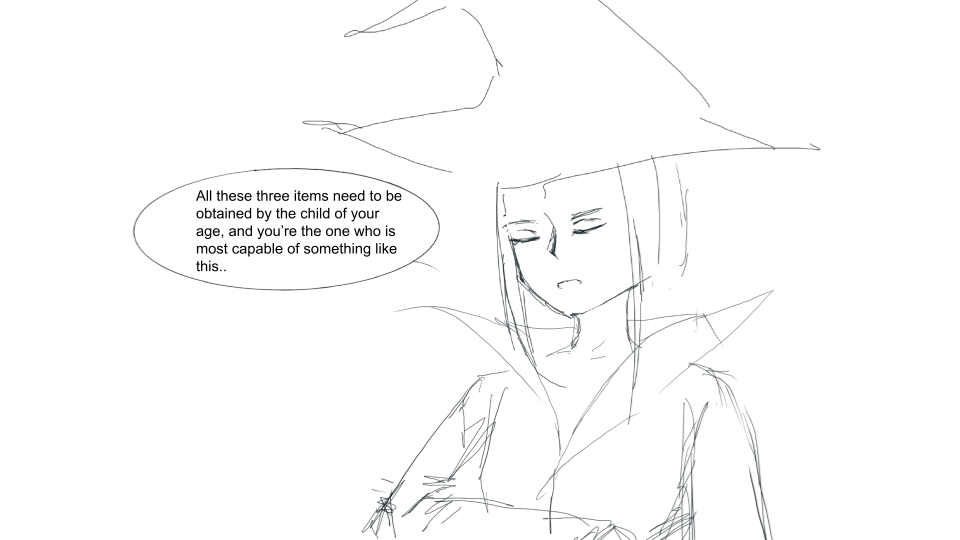 All these three items need to be
obtained by the child of your
age, and you’re the one who is
most capable of something like
this..